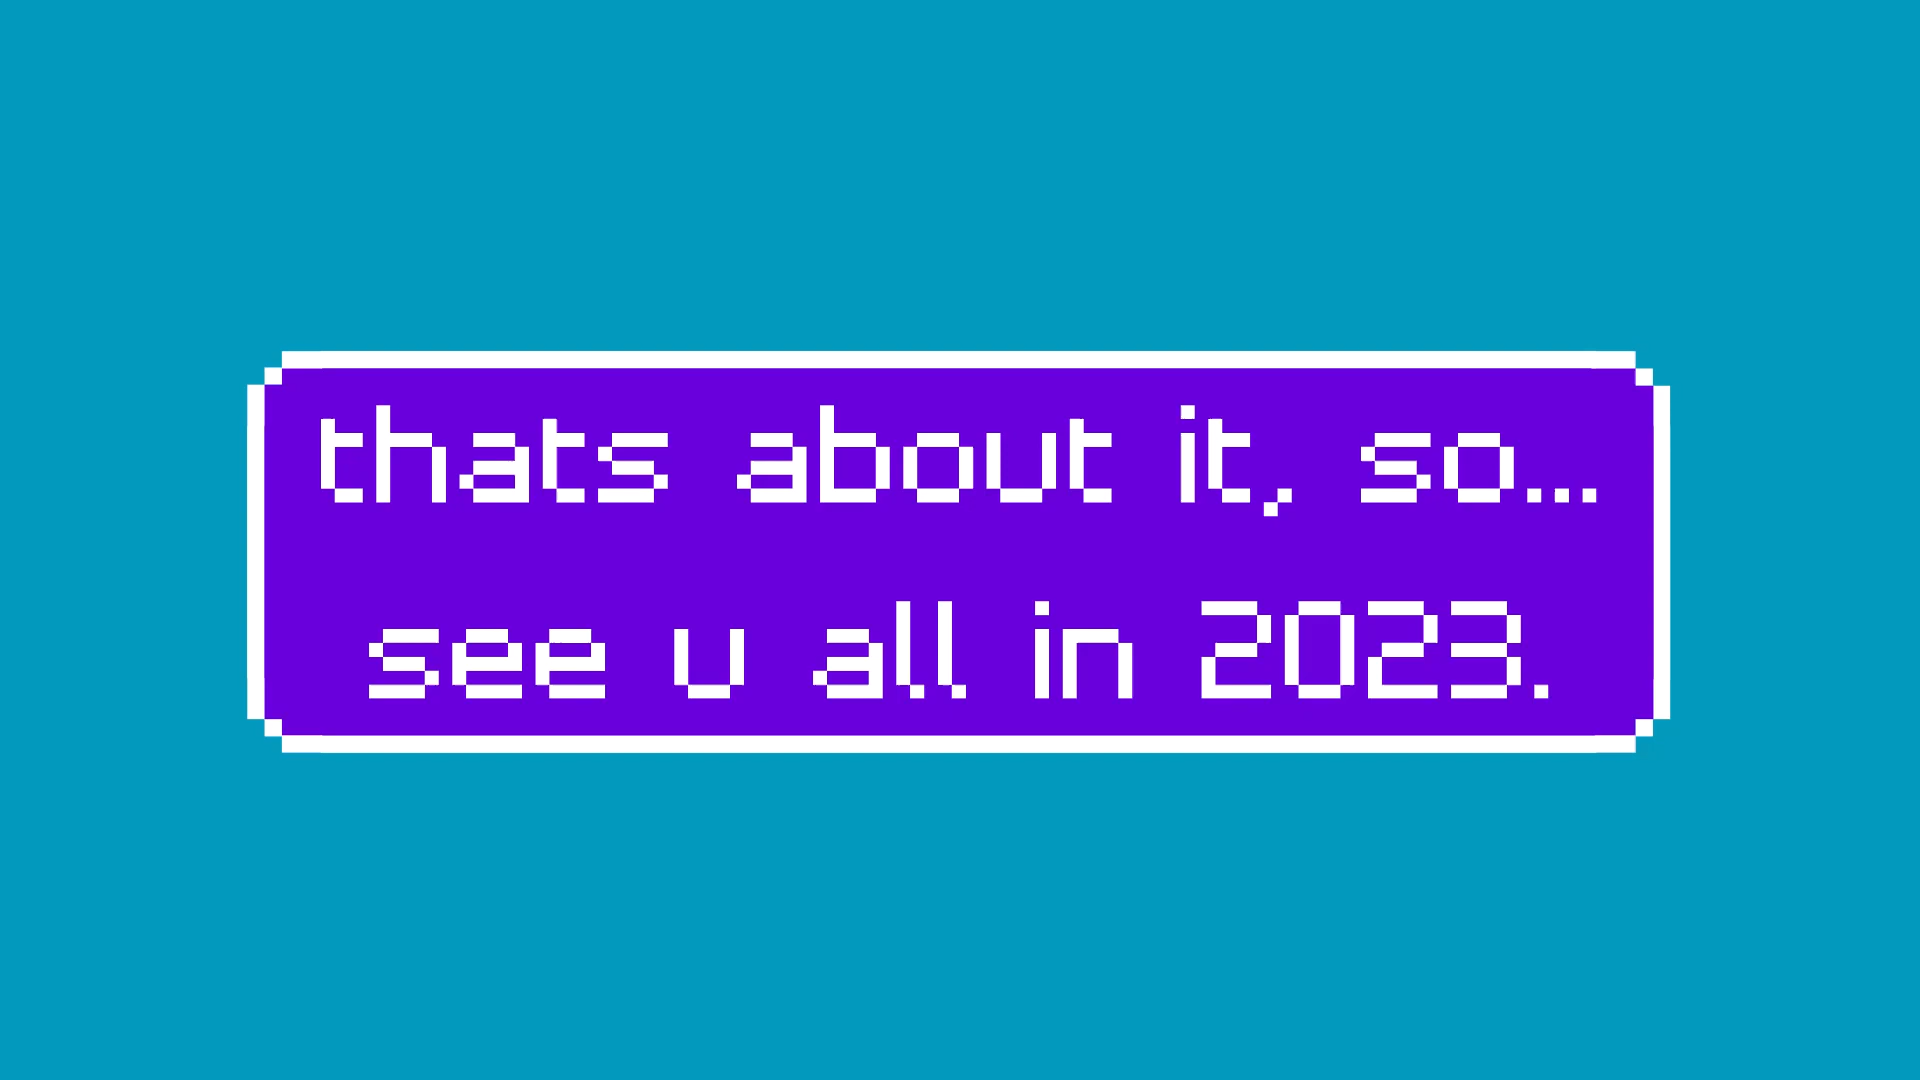 thats about it, so...
see u all in 2023.